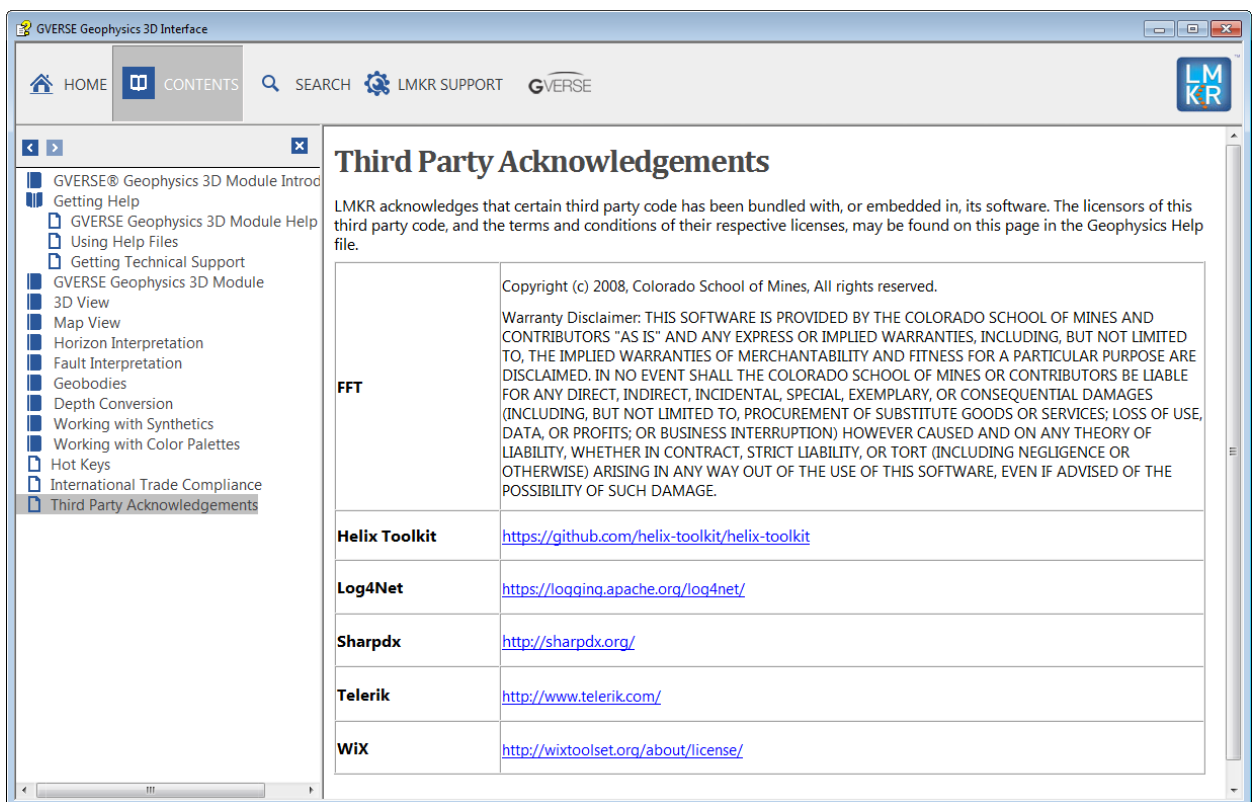 GVERSE Geophysics 3D Interface
HOME
CONTENTS
SEARCH
LMKR SUPPORT
GVERSE
LM
KR
GVERSE® Geophysics 3D Module Introd
Getting Help
GVERSE Geophysics 3D Module Help
Using Help Files
Getting Technical Support
GVERSE Geophysics 3D Module
3D View
Map View
Horizon Interpretation
Fault Interpretation
Geobodies
Depth Conversion
Working with Synthetics
Working with Color Palettes
Hot Keys
International Trade Compliance
Third Party Acknowledgements
Third Party Acknowledgements
LMKR acknowledges that certain third party code has been bundled with, or embedded in, its software. The licensors of this
third party code, and the terms and conditions of their respective licenses, may be found on this page in the Geophysics Help
file.
FFT
Copyright (c) 2008, Colorado School of Mines, All rights reserved.
Warranty Disclaimer: THIS SOFTWARE IS PROVIDED BY THE COLORADO SCHOOL OF MINES AND
CONTRIBUTORS "AS IS" AND ANY EXPRESS OR IMPLIED WARRANTIES, INCLUDING, BUT NOT LIMITED
TO, THE IMPLIED WARRANTIES OF MERCHANTABILITY AND FITNESS FOR A PARTICULAR PURPOSE ARE
DISCLAIMED. IN NO EVENT SHALL THE COLORADO SCHOOL OF MINES OR CONTRIBUTORS BE LIABLE
FOR ANY DIRECT, INDIRECT, INCIDENTAL, SPECIAL, EXEMPLARY, OR CONSEQUENTIAL DAMAGES
(INCLUDING, BUT NOT LIMITED TO, PROCUREMENT OF SUBSTITUTE GOODS OR SERVICES; LOSS OF USE,
DATA, OR PROFITS; OR BUSINESS INTERRUPTION) HOWEVER CAUSED AND ON ANY THEORY OF
LIABILITY, WHETHER IN CONTRACT, STRICT LIABILITY, OR TORT (INCLUDING NEGLIGENCE OR
OTHERWISE) ARISING IN ANY WAY OUT OF THE USE OF THIS SOFTWARE, EVEN IF ADVISED OF THE
POSSIBILITY OF SUCH DAMAGE.
Helix Toolkit
https://github.com/helix-toolkit/helix-toolkit
Log4Net
https://logging.apache.org/log4net/
Sharpdx
http://sharpdx.org/
Telerik
http://www.telerik.com/
WiX
http://wixtoolset.org/about/license/